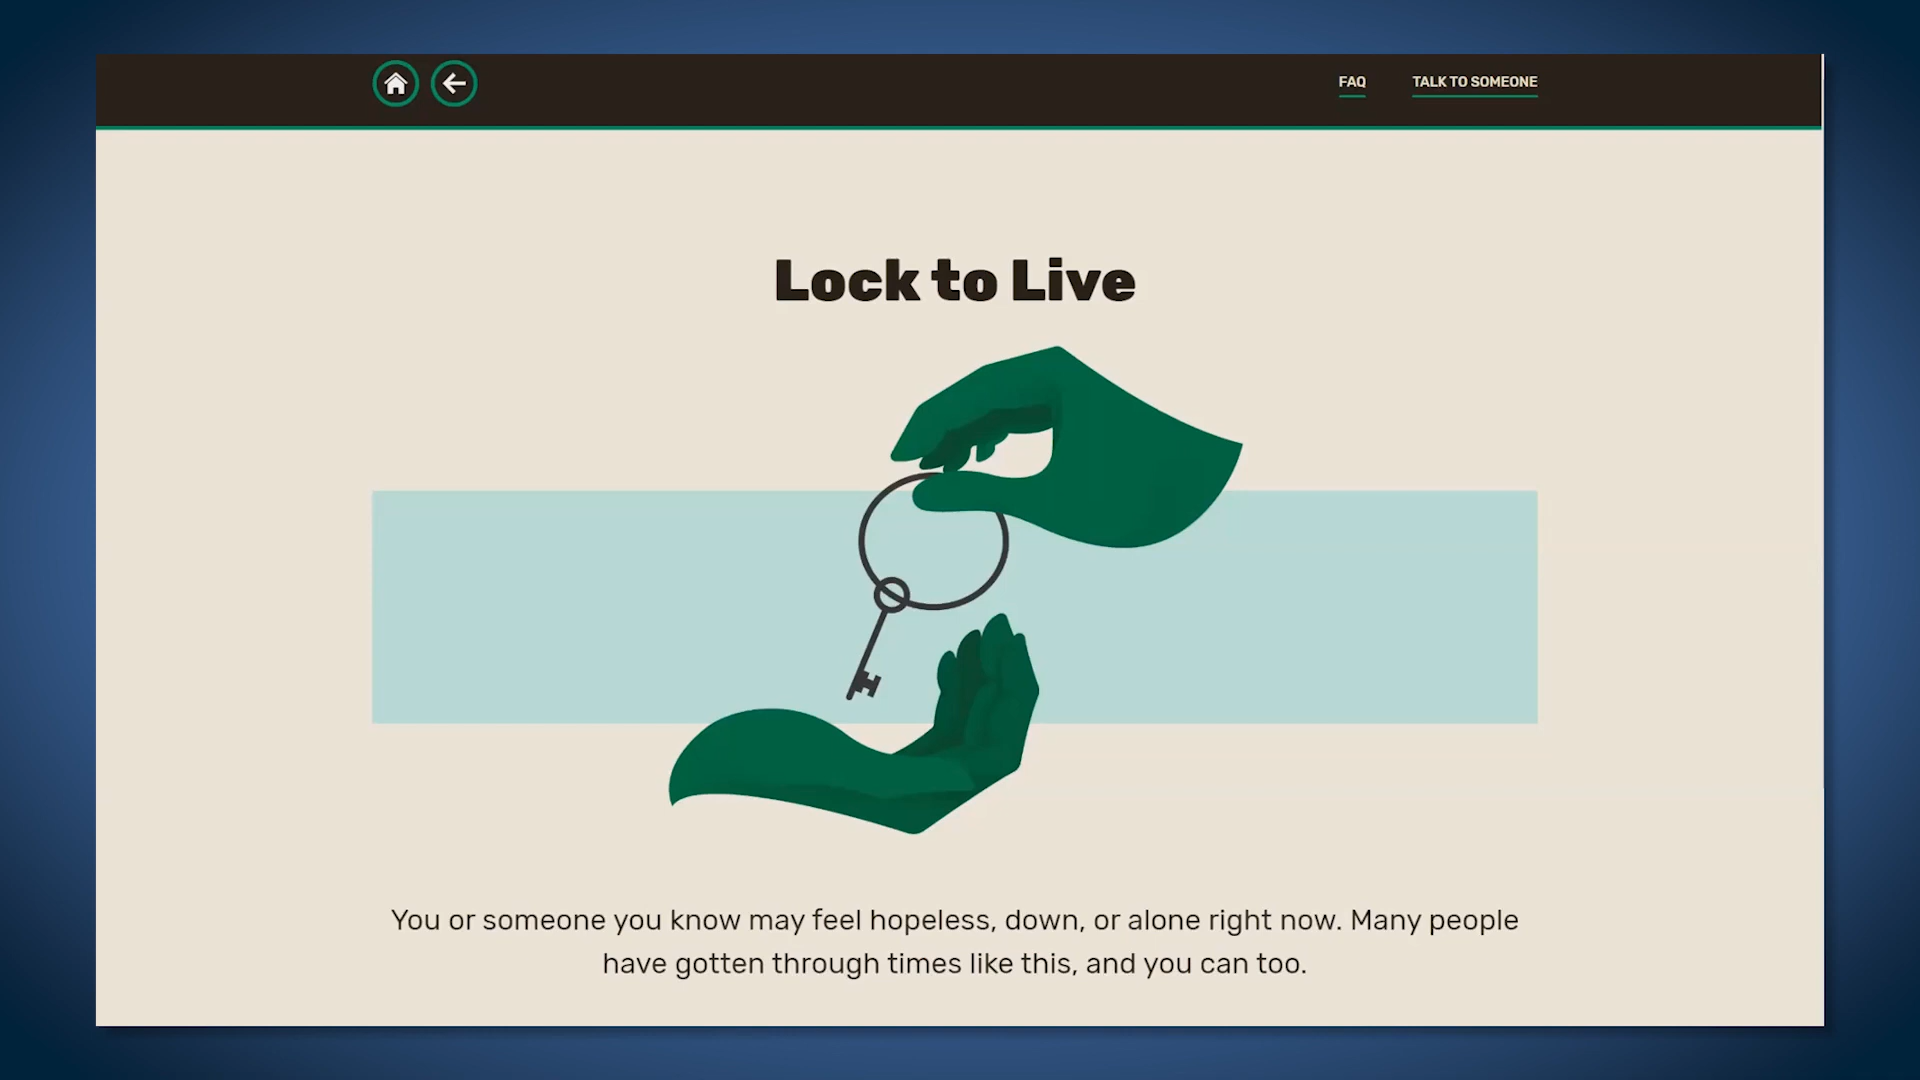 FAQ
TALK TO SOMEONE
Lock to Live
You or someone you know may feel hopeless, down, or alone right now. Many people
have gotten through times like this, and you can too.